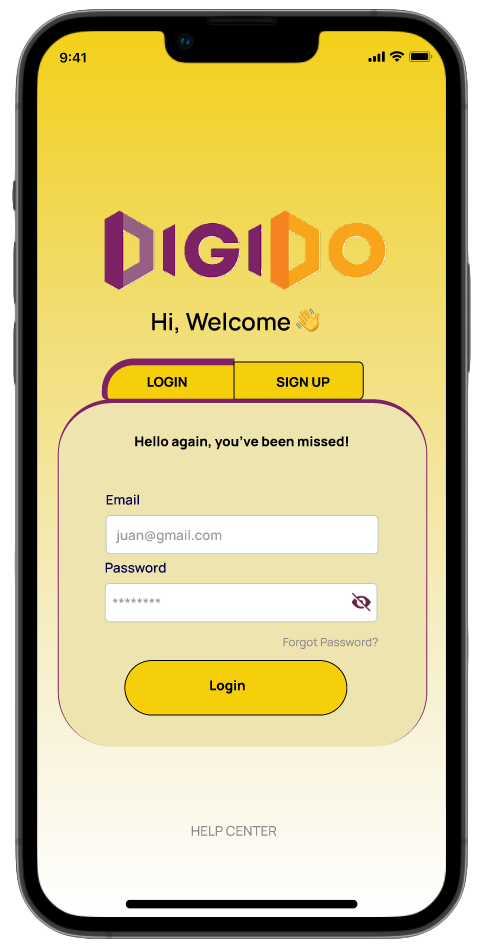 9:41
DIGIDO
Hi, Welcome 👋
LOGIN SIGN UP
Hello again, you've been missed!
Email
juan@gmail.com
Password
********
Forgot Password?
Login
HELP CENTER